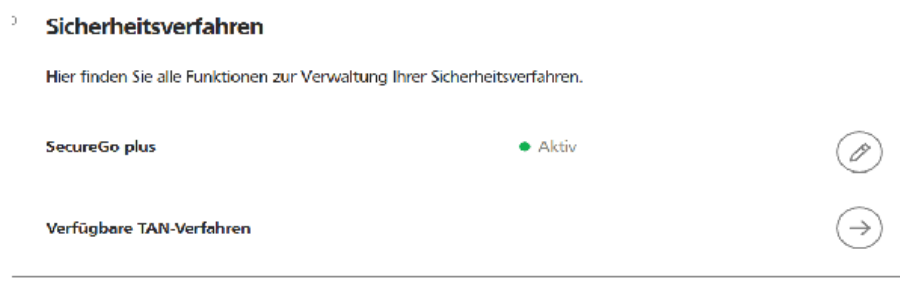 Sicherheitsverfahren
Hier finden Sie alle Funktionen zur Verwaltung Ihrer Sicherheitsverfahren.
SecureGo plus Aktiv
Verfügbare TAN-Verfahren